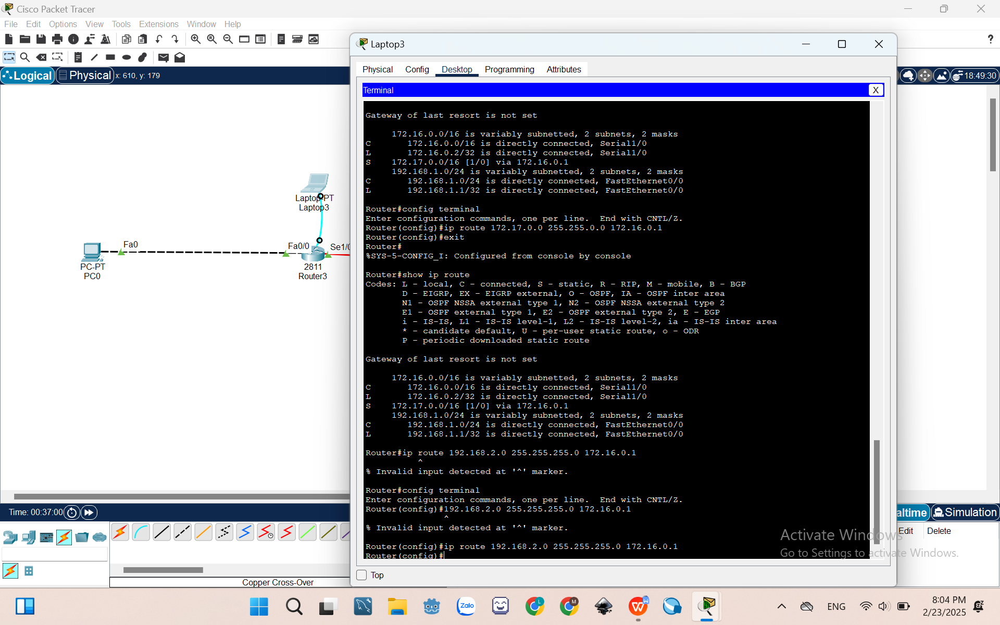 Cisco Packet Tracer
File Edit Options View Tools Extensions Window Help
Logical Physical x: 610, y: 179
18:49:30
Laptop3
Physical Config Desktop Programming Attributes
Terminal X
Gateway of last resort is not set
172.16.0.0/16 is variably subnetted, 2 subnets, 2 masks
C 172.16.0.0/16 is directly connected, Serial1/0
L 172.16.0.2/32 is directly connected, Serial1/0
S 172.17.0.0/16 [1/0] via 172.16.0.1
192.168.1.0/24 is variably subnetted, 2 subnets, 2 masks
C 192.168.1.0/24 is directly connected, FastEthernet0/0
L 192.168.1.1/32 is directly connected, FastEthernet0/0
Router#config terminal
Enter configuration commands, one per line. End with CNTL/Z.
Router(config)#ip route 172.17.0.0 255.255.0.0 172.16.0.1
Router(config)#exit
Router#
%SYS-5-CONFIG_I: Configured from console by console
Router#show ip route
Codes: L - local, C - connected, S - static, R - RIP, M - mobile, B - BGP
D - EIGRP, EX - EIGRP external, O - OSPF, IA - OSPF inter area
N1 - OSPF NSSA external type 1, N2 - OSPF NSSA external type 2
E1 - OSPF external type 1, E2 - OSPF external type 2, E - EGP
i - IS-IS, L1 - IS-IS level-1, L2 - IS-IS level-2, ia - IS-IS inter area
* - candidate default, U - per-user static route, o - ODR
P - periodic downloaded static route
Gateway of last resort is not set
172.16.0.0/16 is variably subnetted, 2 subnets, 2 masks
C 172.16.0.0/16 is directly connected, Serial1/0
L 172.16.0.2/32 is directly connected, Serial1/0
S 172.17.0.0/16 [1/0] via 172.16.0.1
192.168.1.0/24 is variably subnetted, 2 subnets, 2 masks
C 192.168.1.0/24 is directly connected, FastEthernet0/0
L 192.168.1.1/32 is directly connected, FastEthernet0/0
Router#ip route 192.168.2.0 255.255.255.0 172.16.0.1
^
% Invalid input detected at '^' marker.
Router#config terminal
Enter configuration commands, one per line. End with CNTL/Z.
Router(config)#192.168.2.0 255.255.255.0 172.16.0.1
^
% Invalid input detected at '^' marker.
Router(config)#ip route 192.168.2.0 255.255.255.0 172.16.0.1
Router(config)#
Top
Laptop-PT
Laptop3
Fa0
Fa0/0
Se1/0
PC-PT
PC0
2811
Router3
Time: 00:37:00
altime Simulation
Edit Delete
Copper Cross-Over
Activate Windows
Go to Settings to activate Windows.
Zalo
L
M
W
ENG
8:04 PM
2/23/2025